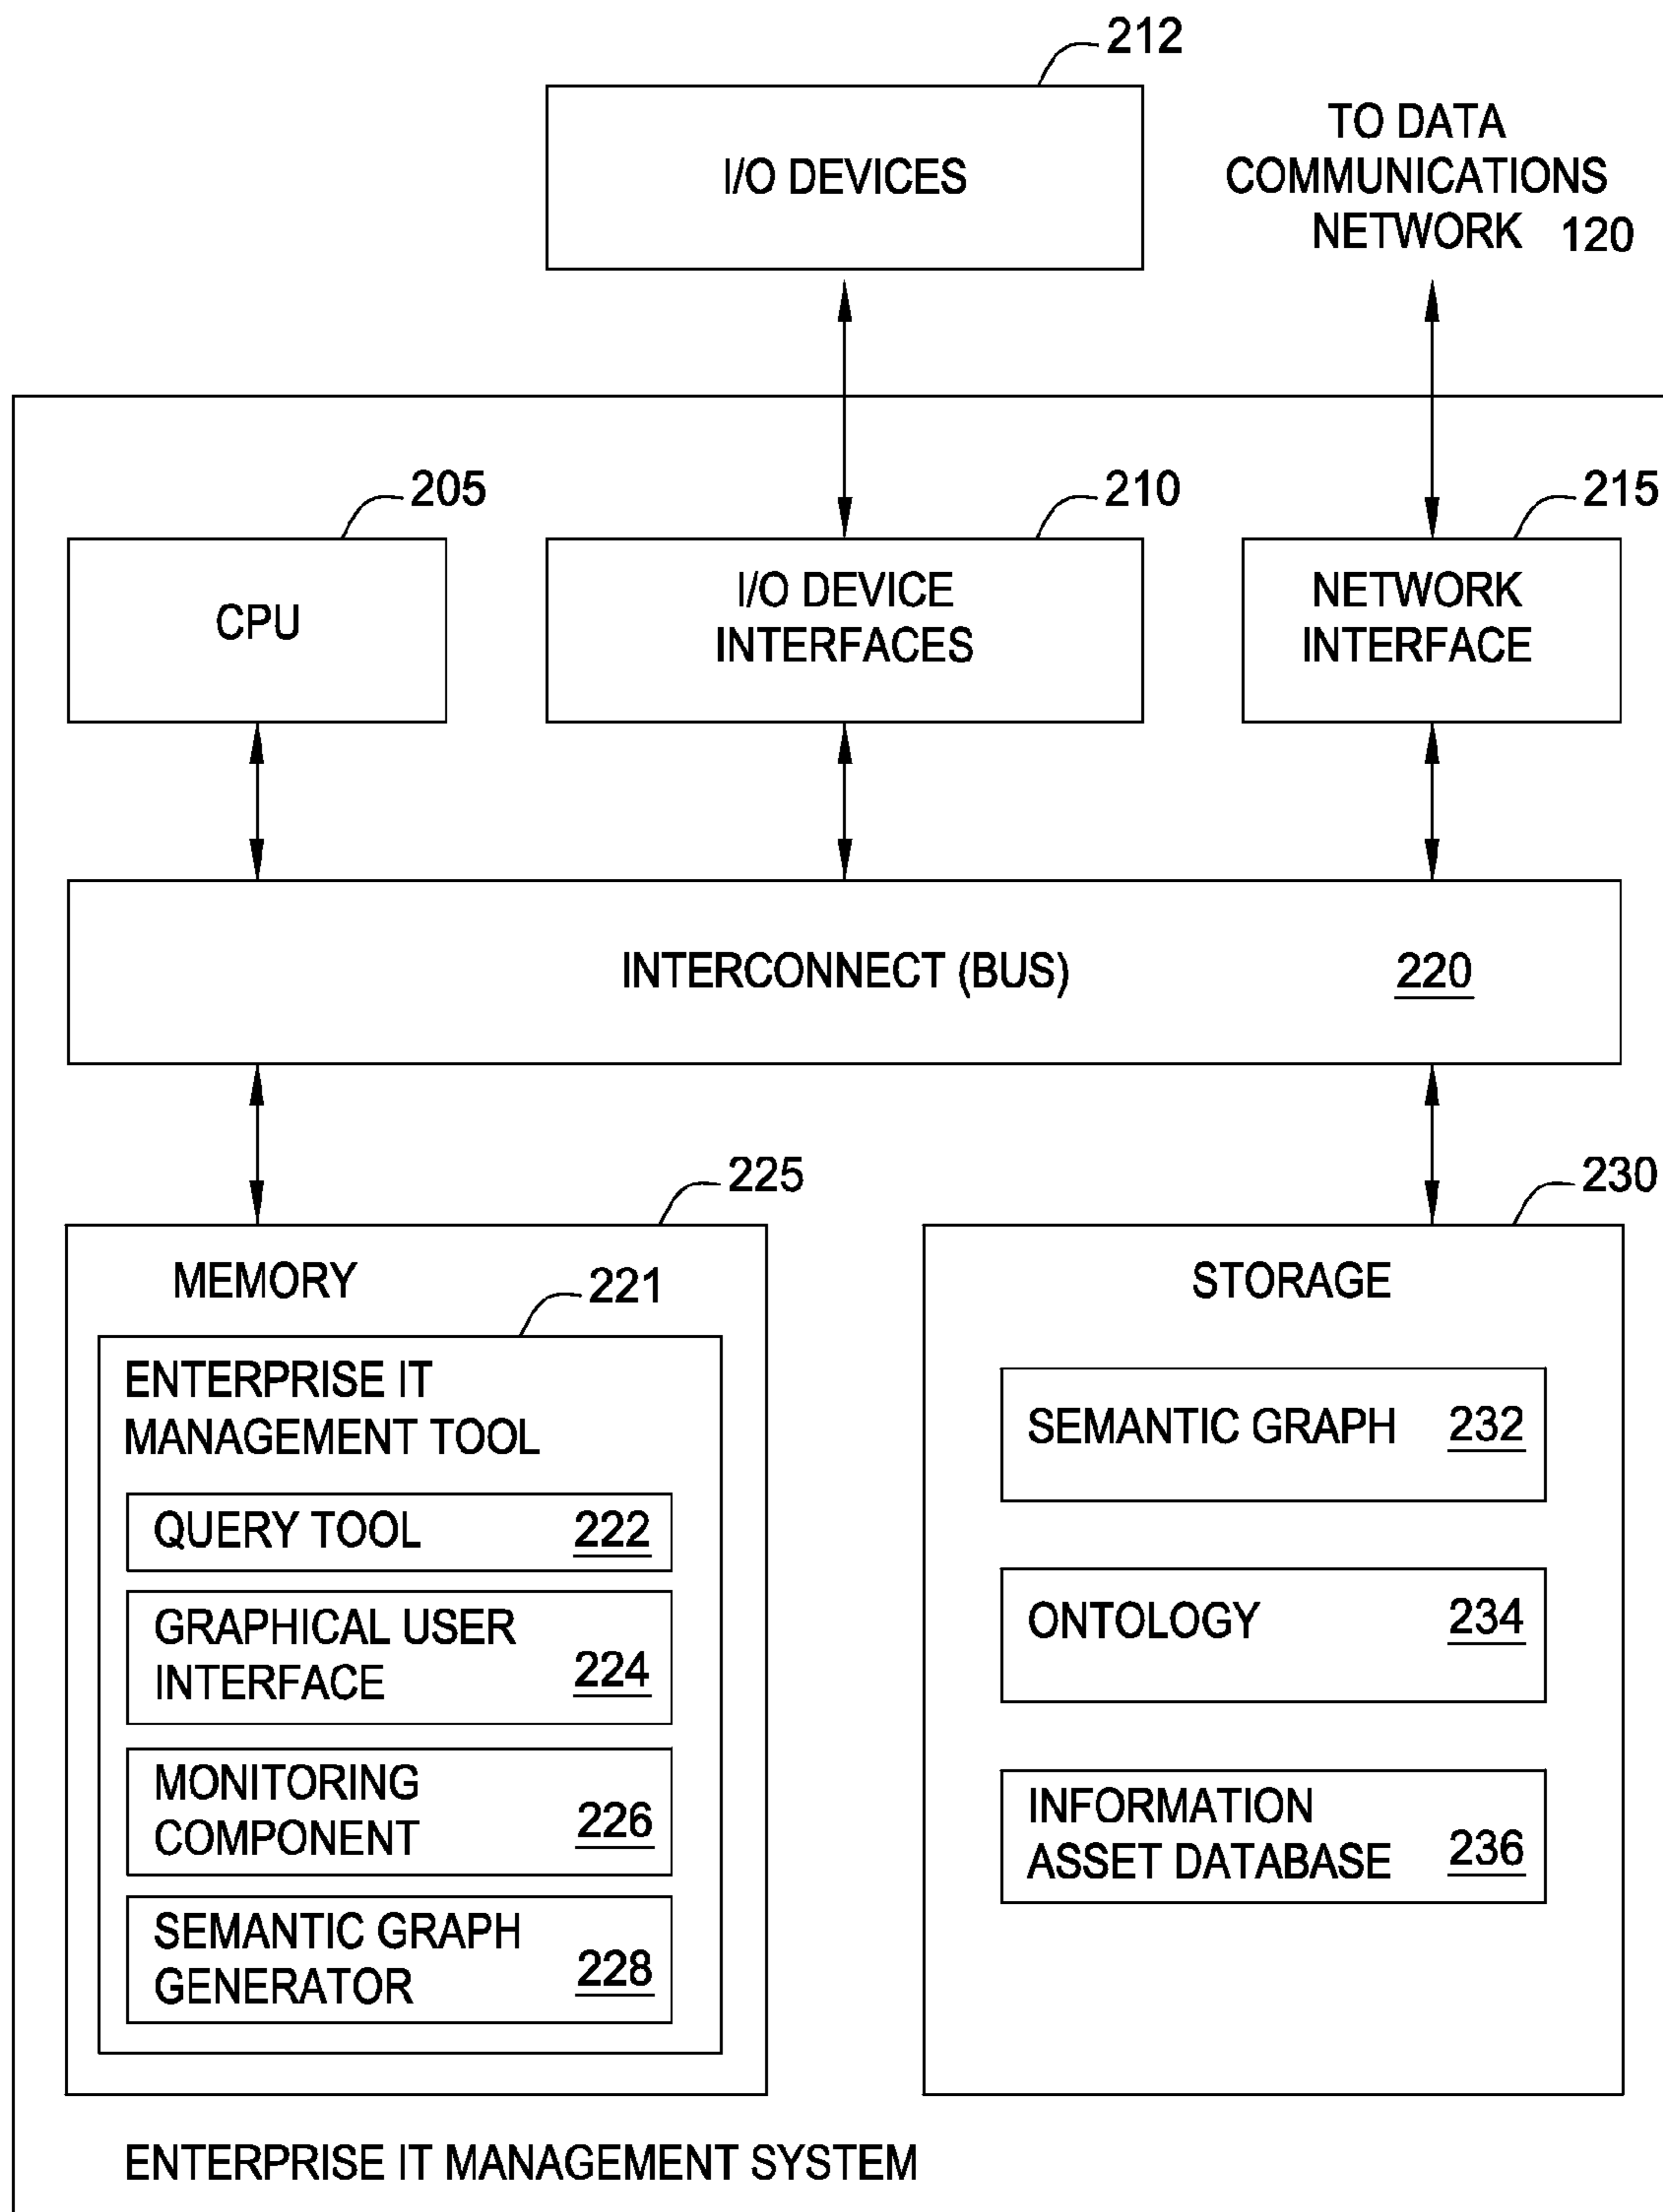 212
I/O DEVICES
TO DATA
COMMUNICATIONS
NETWORK 120
205
210
215
CPU
I/O DEVICE
INTERFACES
NETWORK
INTERFACE
INTERCONNECT (BUS) 220
225
230
MEMORY
221
ENTERPRISE IT
MANAGEMENT TOOL
QUERY TOOL 222
GRAPHICAL USER
INTERFACE 224
MONITORING
COMPONENT 226
SEMANTIC GRAPH
GENERATOR 228
STORAGE
SEMANTIC GRAPH 232
ONTOLOGY 234
INFORMATION
ASSET DATABASE 236
ENTERPRISE IT MANAGEMENT SYSTEM